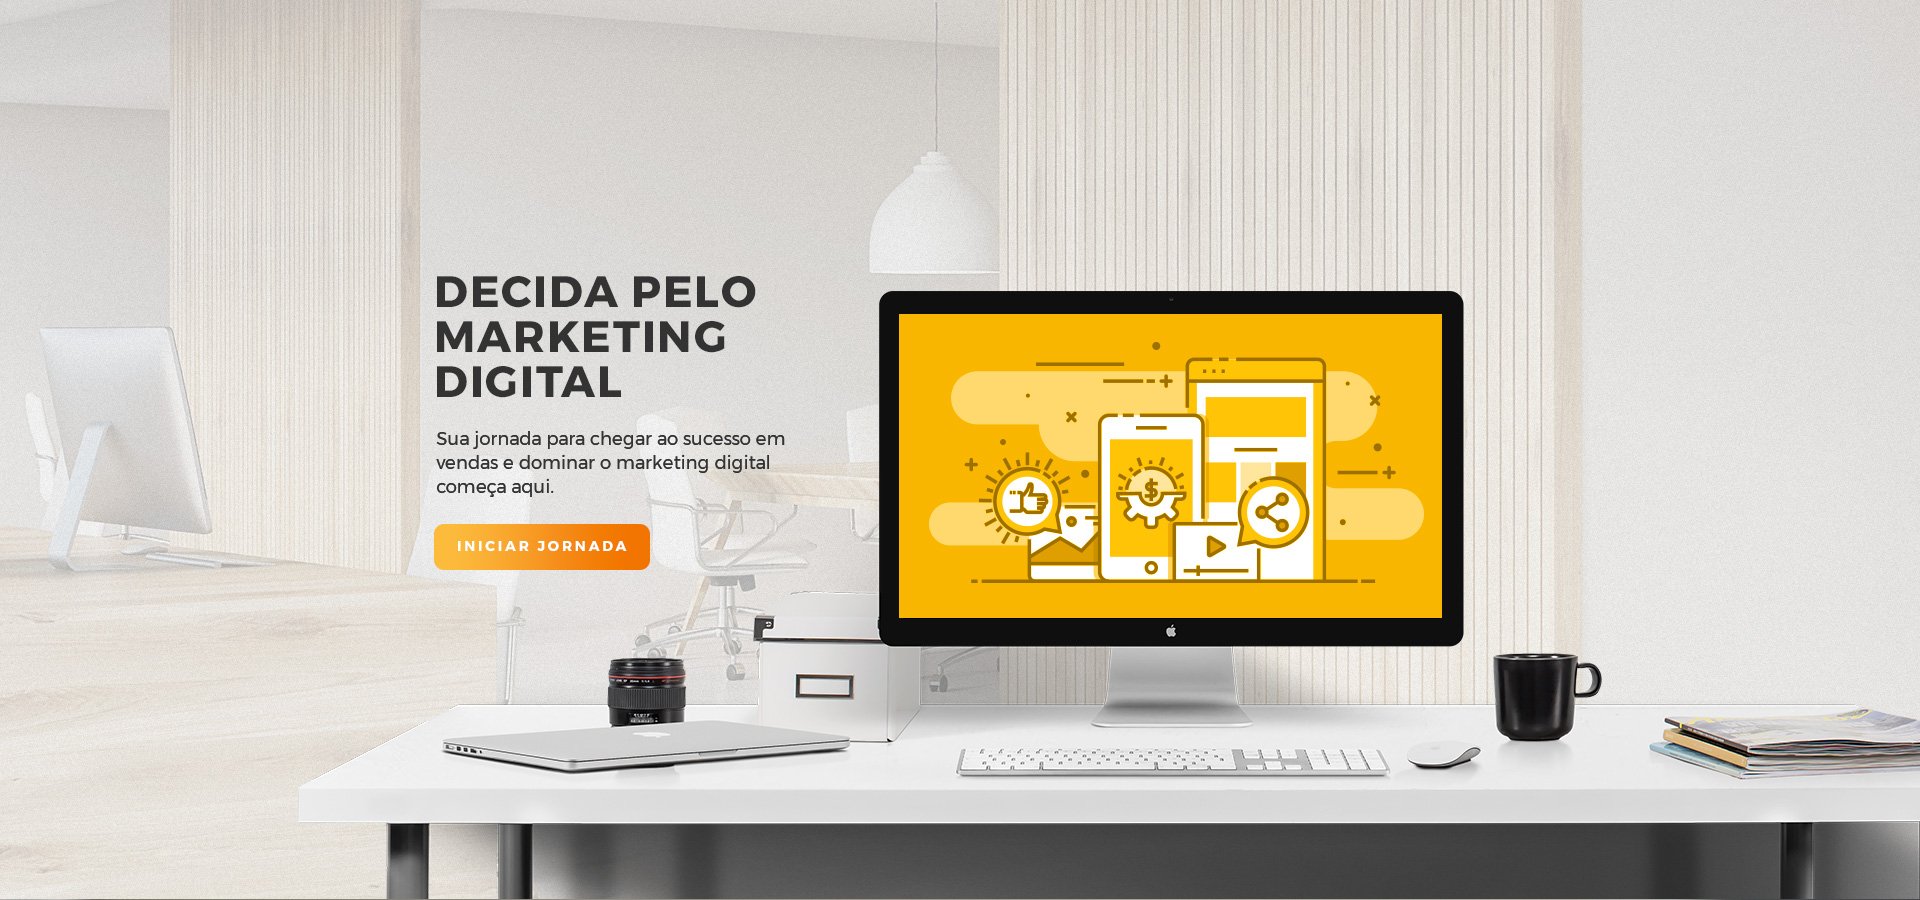 DECIDA PELO
MARKETING
DIGITAL
Sua jornada para chegar ao sucesso em
vendas e dominar o marketing digital
começa aqui.
INICIAR JORNADA
$